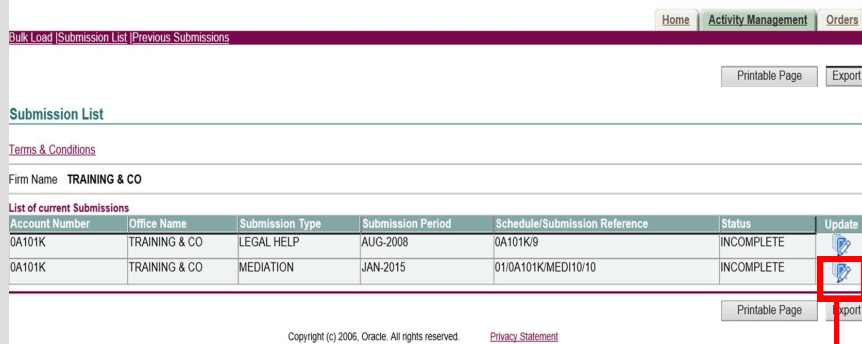 Home Activity Management Orders
Bulk Load |Submission List |Previous Submissions
Printable Page Export
Submission List
Terms & Conditions
Firm Name TRAINING & CO
List of current Submissions
Account Number Office Name Submission Type Submission Period Schedule/Submission Reference Status Update
0A101K TRAINING & CO LEGAL HELP AUG-2008 0A101K/9 INCOMPLETE
0A101K TRAINING & CO MEDIATION JAN-2015 01/0A101K/MEDI10/10 INCOMPLETE
Printable Page Export
Copyright (c) 2006, Oracle. All rights reserved. Privacy Statement